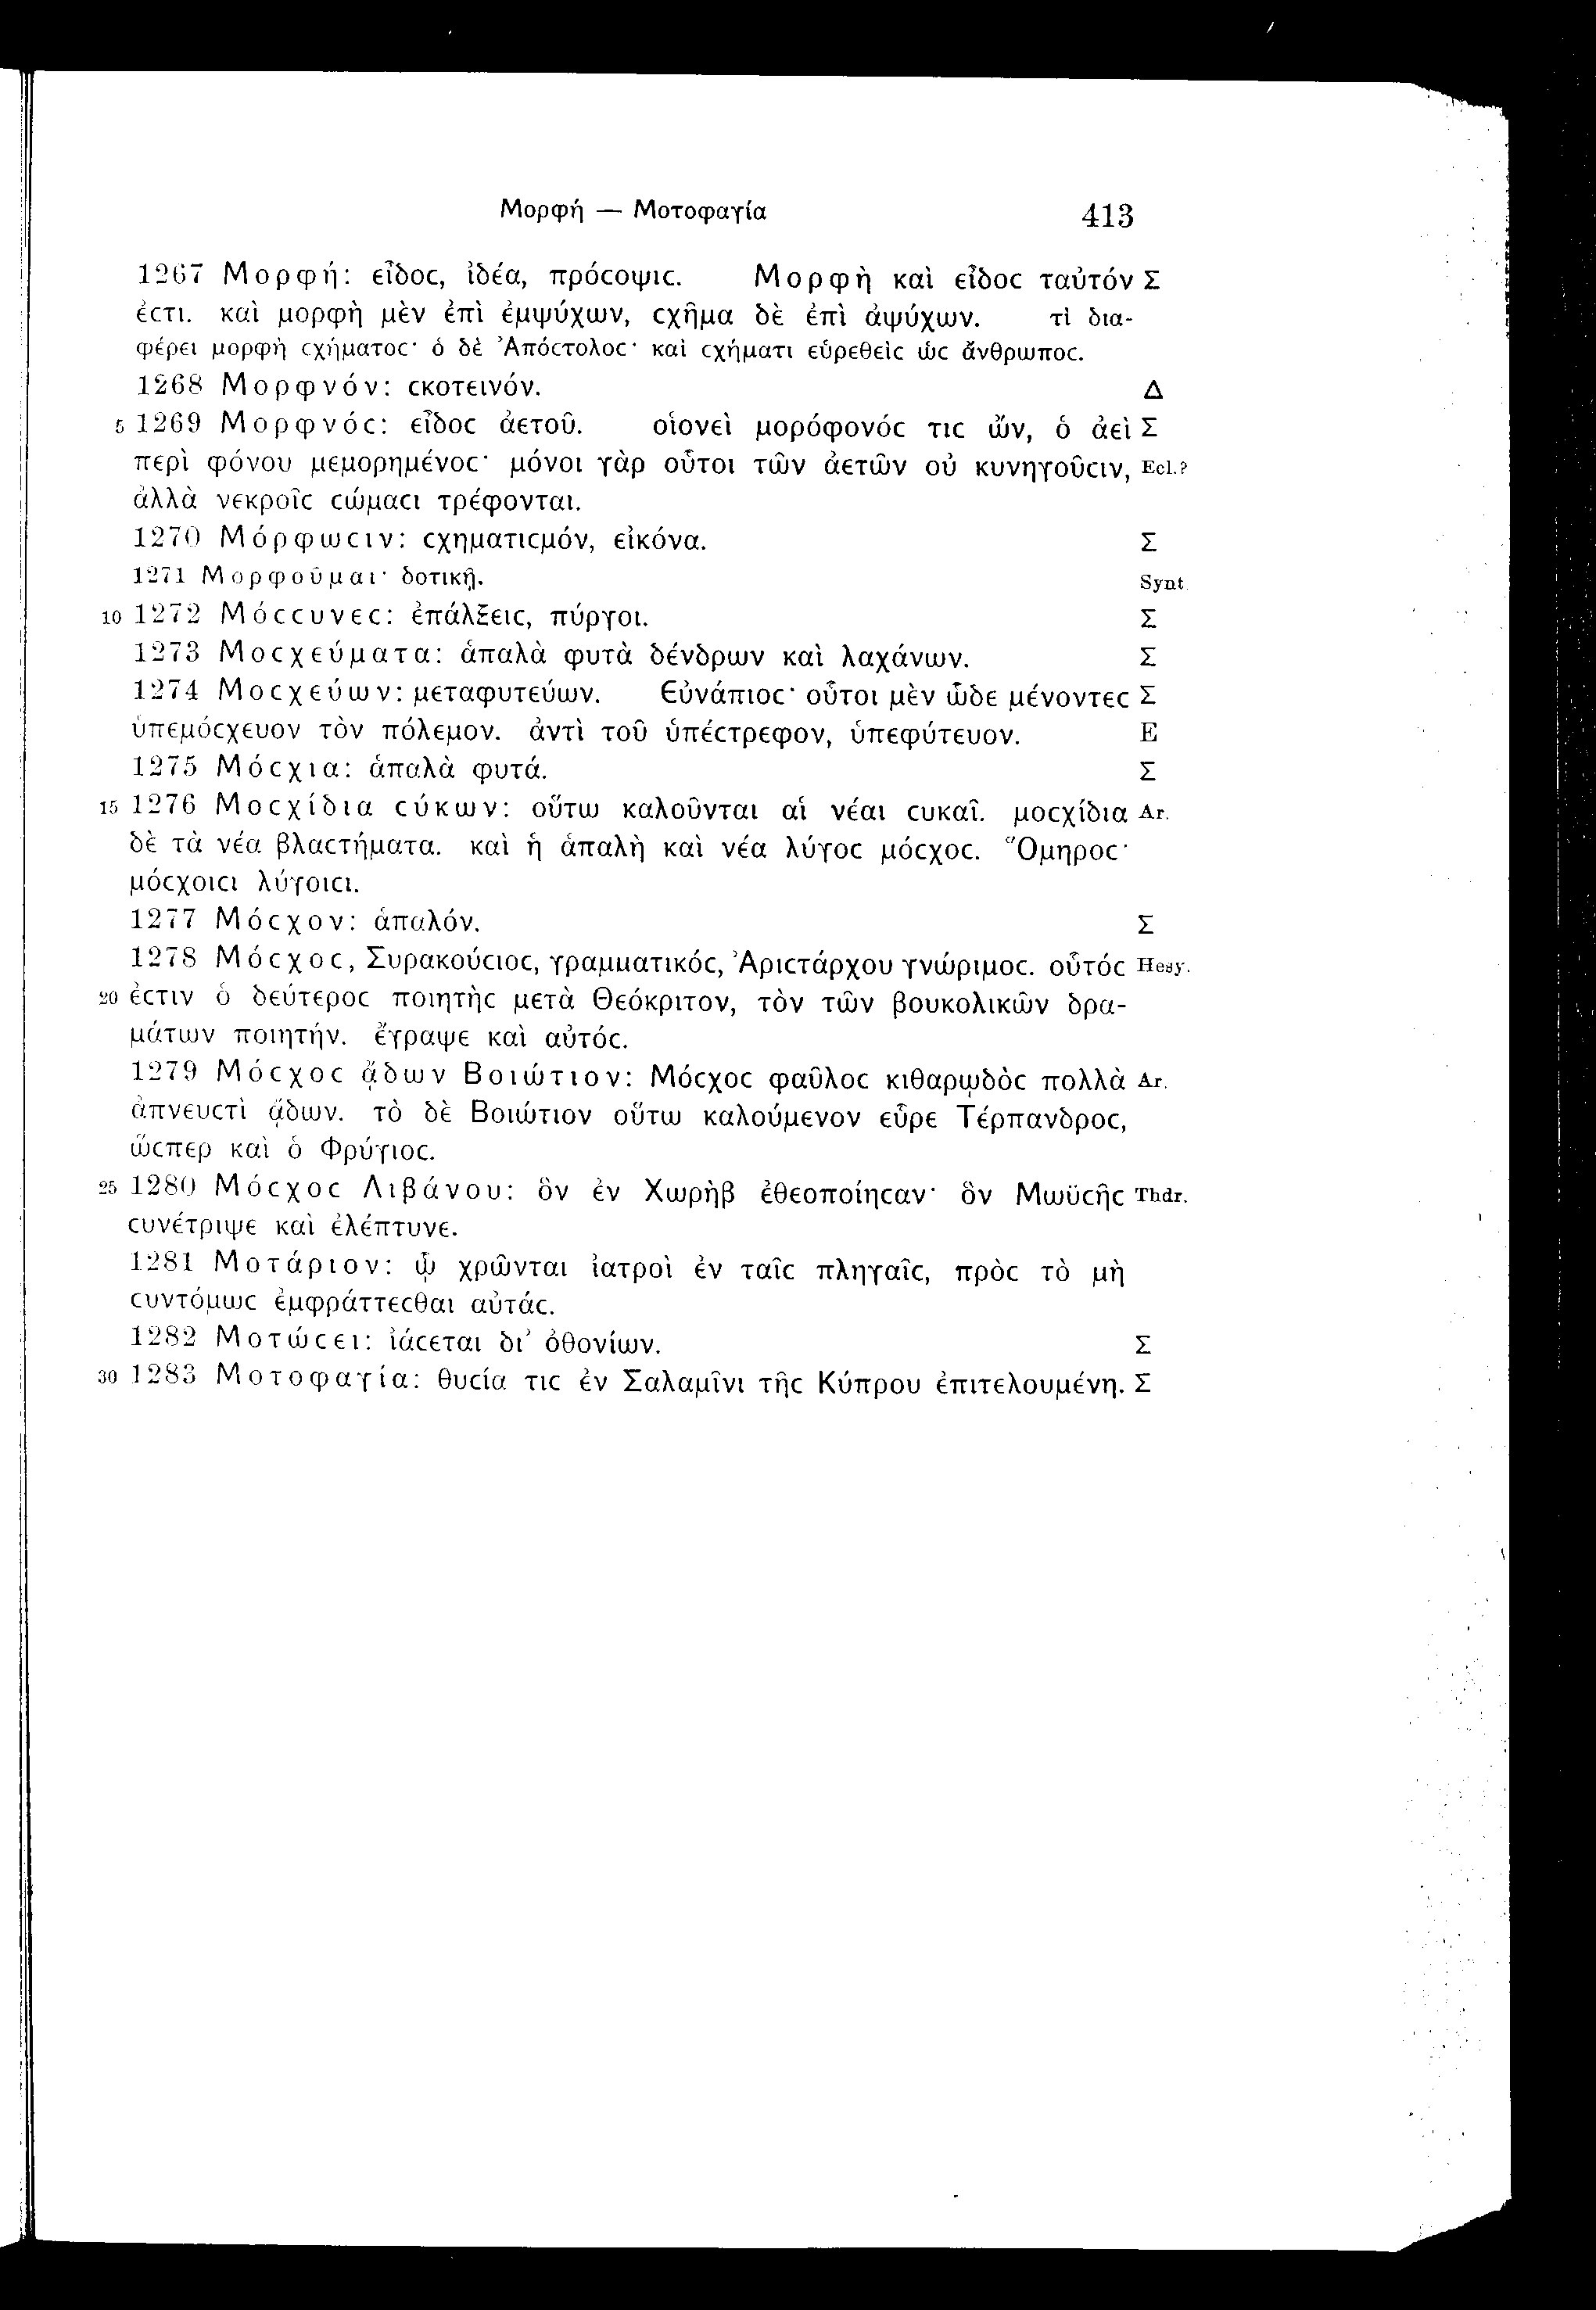 Μορφή — Μοτοφαγία 413
1267 Μορφή: εἶδοϲ, ἰδέα, πρόϲοψιϲ. Μορφὴ καὶ εἶδοϲ ταὐτόν Σ
ἐϲτι. καὶ μορφὴ μὲν ἐπὶ ἐμψύχων, ϲχῆμα δὲ ἐπὶ ἀψύχων. τὶ δια-
φέρει μορφὴ ϲχήματοϲ· ὁ δὲ Ἀπόϲτολοϲ· καὶ ϲχήματι εὑρεθεὶϲ ὡϲ ἄνθρωποϲ.
1268 Μορφνόν: ϲκοτεινόν. Δ
5 1269 Μορφνόϲ: εἶδοϲ ἀετοῦ. οἱονεὶ μορόφονόϲ τιϲ ὤν, ὁ ἀεὶ Σ
περὶ φόνου μεμορημένοϲ· μόνοι γὰρ οὗτοι τῶν ἀετῶν οὐ κυνηγοῦϲιν, Ecl.?
ἀλλὰ νεκροῖϲ ϲώμαϲι τρέφονται.
1270 Μόρφωϲιν: ϲχηματιϲμόν, εἰκόνα. Σ
1271 Μορφοῦμαι· δοτικῇ. Synt.
10 1272 Μόϲϲυνεϲ: ἐπάλξειϲ, πύργοι. Σ
1273 Μοϲχεύματα: ἁπαλὰ φυτὰ δένδρων καὶ λαχάνων. Σ
1274 Μοϲχεύων: μεταφυτεύων. Εὐνάπιοϲ· οὗτοι μὲν ὧδε μένοντεϲ Σ
ὑπεμόϲχευον τὸν πόλεμον. ἀντὶ τοῦ ὑπέϲτρεφον, ὑπεφύτευον. E
1275 Μόϲχια: ἁπαλὰ φυτά. Σ
15 1276 Μοϲχίδια ϲύκων: οὕτω καλοῦνται αἱ νέαι ϲυκαῖ. μοϲχίδια Ar.
δὲ τὰ νέα βλαϲτήματα. καὶ ἡ ἁπαλὴ καὶ νέα λύγοϲ μόϲχοϲ. Ὅμηροϲ·
μόϲχοιϲι λύγοιϲι.
1277 Μόϲχον: ἁπαλόν. Σ
1278 Μόϲχοϲ, Συρακούϲιοϲ, γραμματικόϲ, Ἀριϲτάρχου γνώριμοϲ. οὗτόϲ Hesy.
20 ἐϲτιν ὁ δεύτεροϲ ποιητὴϲ μετὰ Θεόκριτον, τὸν τῶν βουκολικῶν δρα-
μάτων ποιητήν. ἔγραψε καὶ αὐτόϲ.
1279 Μόϲχοϲ ᾄδων Βοιώτιον: Μόϲχοϲ φαῦλοϲ κιθαρῳδὸϲ πολλὰ Ar.
ἀπνευϲτὶ ᾄδων. τὸ δὲ Βοιώτιον οὕτω καλούμενον εὗρε Τέρπανδροϲ,
ὥϲπερ καὶ ὁ Φρύγιοϲ.
25 1280 Μόϲχοϲ Λιβάνου: ὃν ἐν Χωρὴβ ἐθεοποίηϲαν· ὃν Μωϋϲῆϲ Thdr.
ϲυνέτριψε καὶ ἐλέπτυνε.
1281 Μοτάριον: ᾧ χρῶνται ἰατροὶ ἐν ταῖϲ πληγαῖϲ, πρὸϲ τὸ μὴ
ϲυντόμωϲ ἐμφράττεϲθαι αὐτάϲ.
1282 Μοτώϲει: ἰάϲεται δι’ ὀθονίων. Σ
30 1283 Μοτοφαγία: θυϲία τιϲ ἐν Σαλαμῖνι τῆϲ Κύπρου ἐπιτελουμένη. Σ